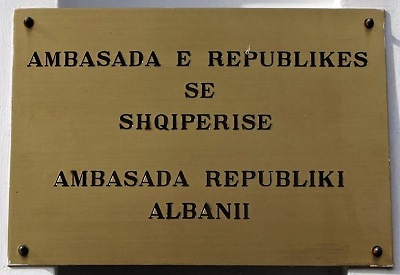 AMBASADA E REPUBLIKES
SE
SHQIPERISE
AMBASADA REPUBLIKI
ALBANII